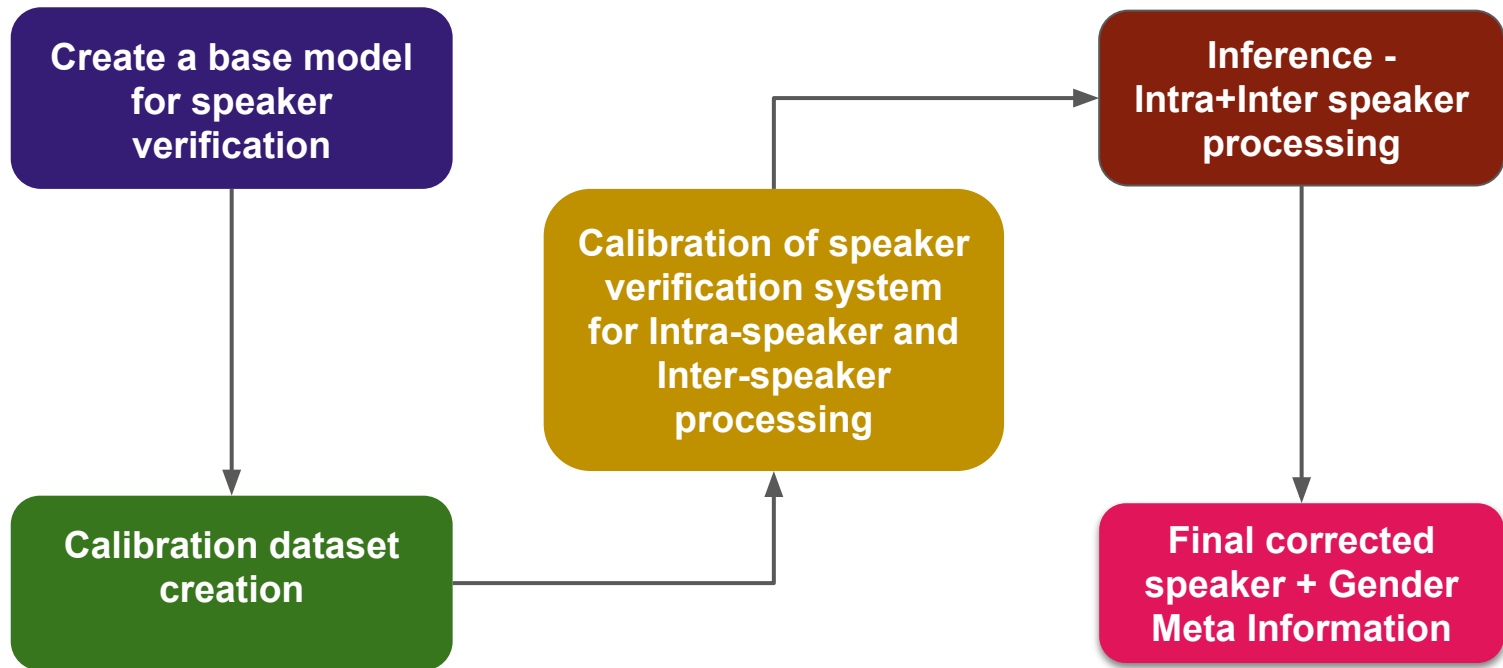 Create a base model
for speaker
verification
Calibration dataset
creation
Calibration of speaker
verification system
for Intra-speaker and
Inter-speaker
processing
Inference -
Intra+Inter speaker
processing
Final corrected
speaker + Gender
Meta Information